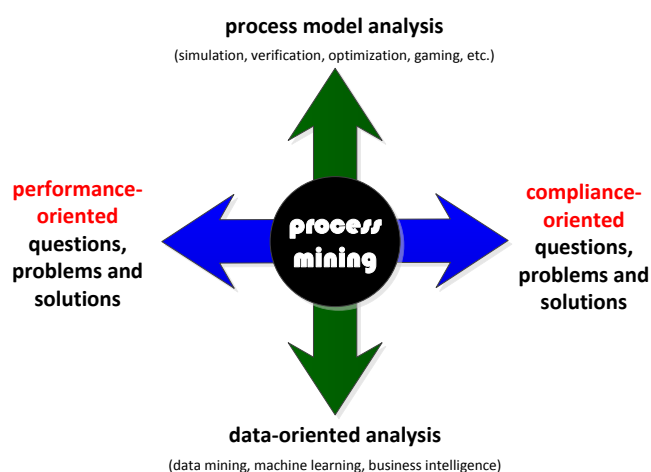 process model analysis
(simulation, verification, optimization, gaming, etc.)
performance-
oriented
questions,
problems and
solutions
process
mining
compliance-
oriented
questions,
problems and
solutions
data-oriented analysis
(data mining, machine learning, business intelligence)